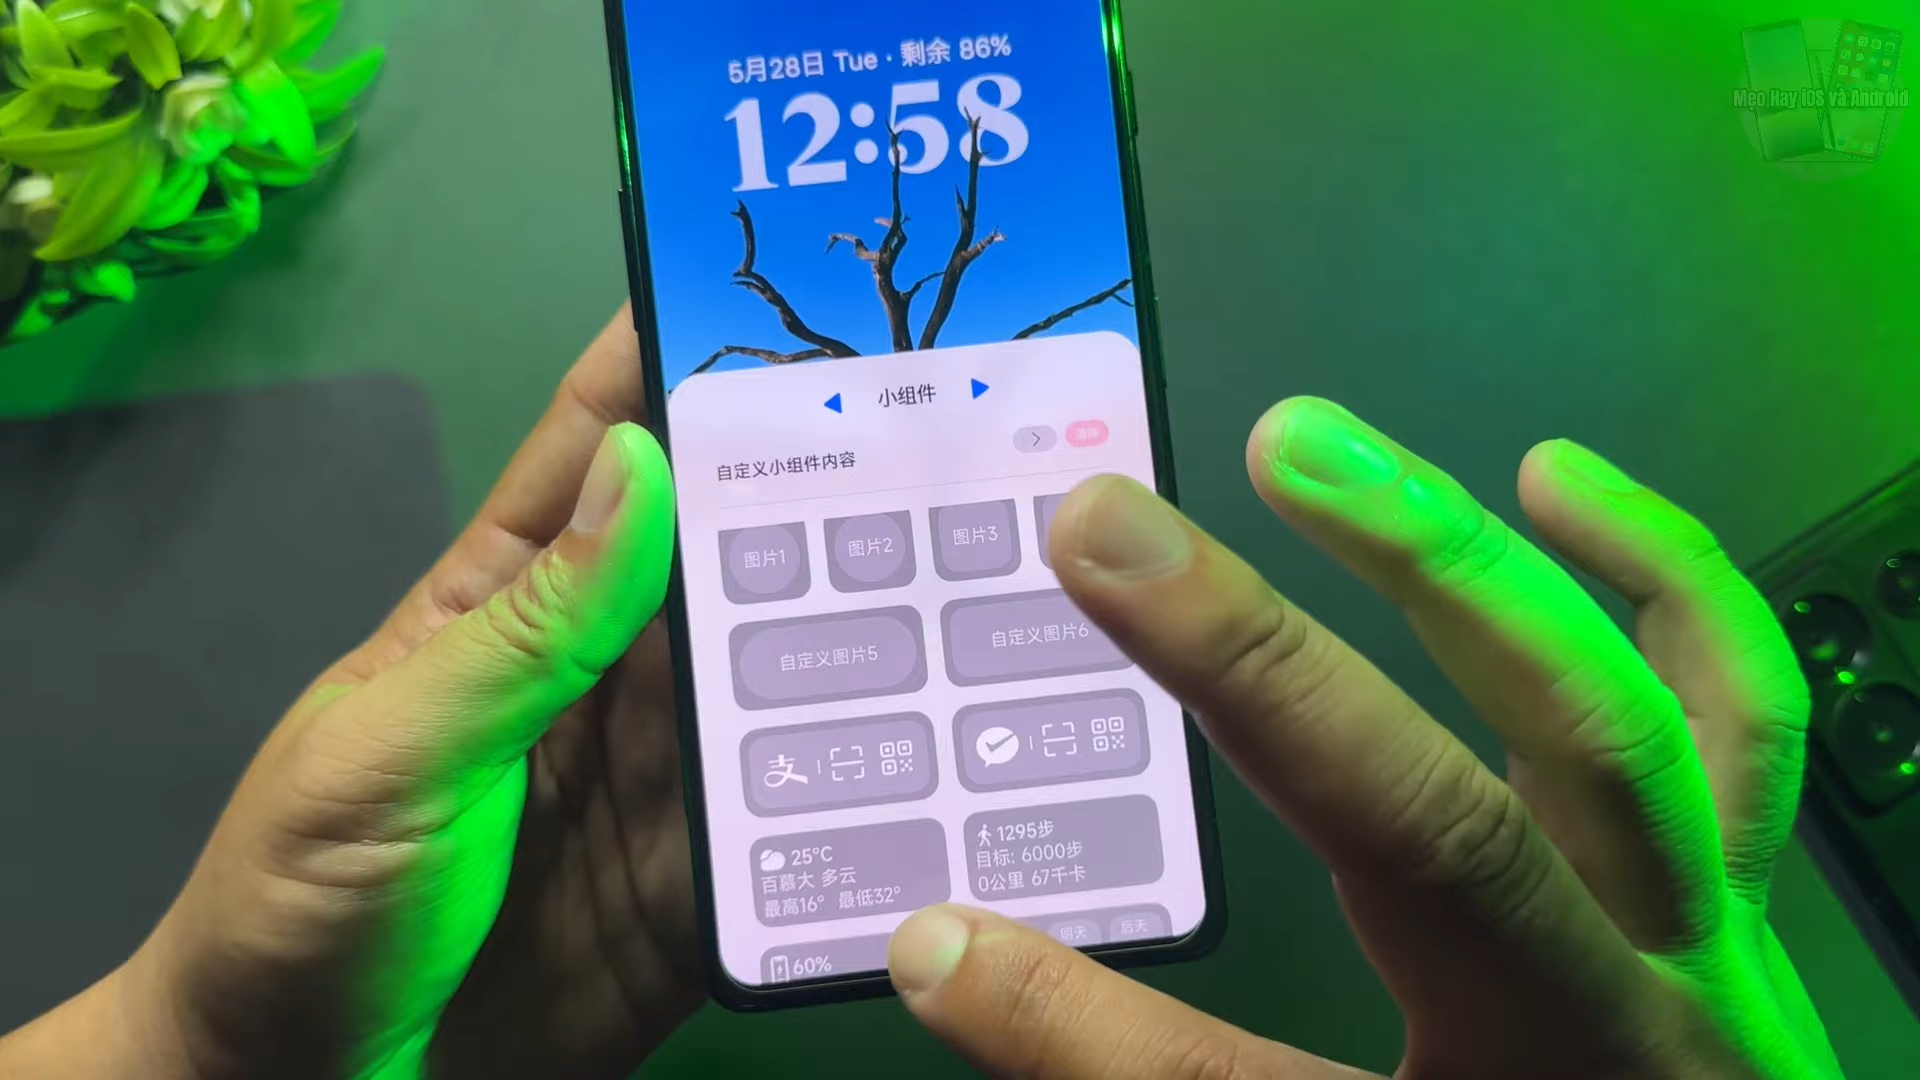 5月28日 Tue · 剩余 86%
12:58
Mẹo Hay iOS và Android
小组件
自定义小组件内容
清除
图片1
图片2
图片3
自定义图片5
自定义图片6
支
25°C
百慕大 多云
最高16° 最低32°
1295步
目标: 6000步
0公里 67千卡
明天
后天
60%